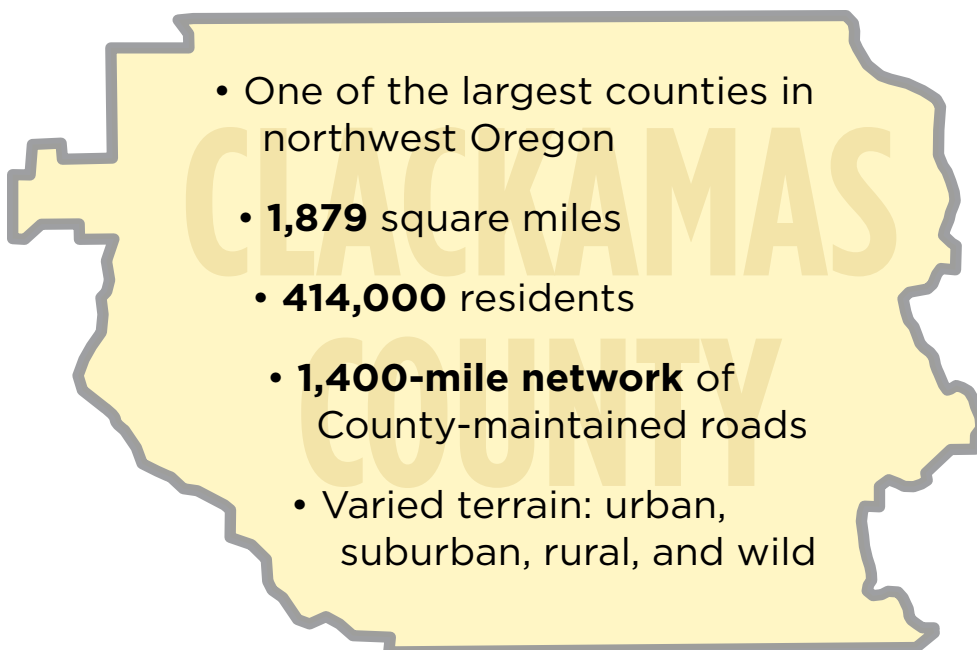 CLACKAMAS
COUNTY
• One of the largest counties in
northwest Oregon
• 1,879 square miles
• 414,000 residents
• 1,400-mile network of
County-maintained roads
• Varied terrain: urban,
suburban, rural, and wild